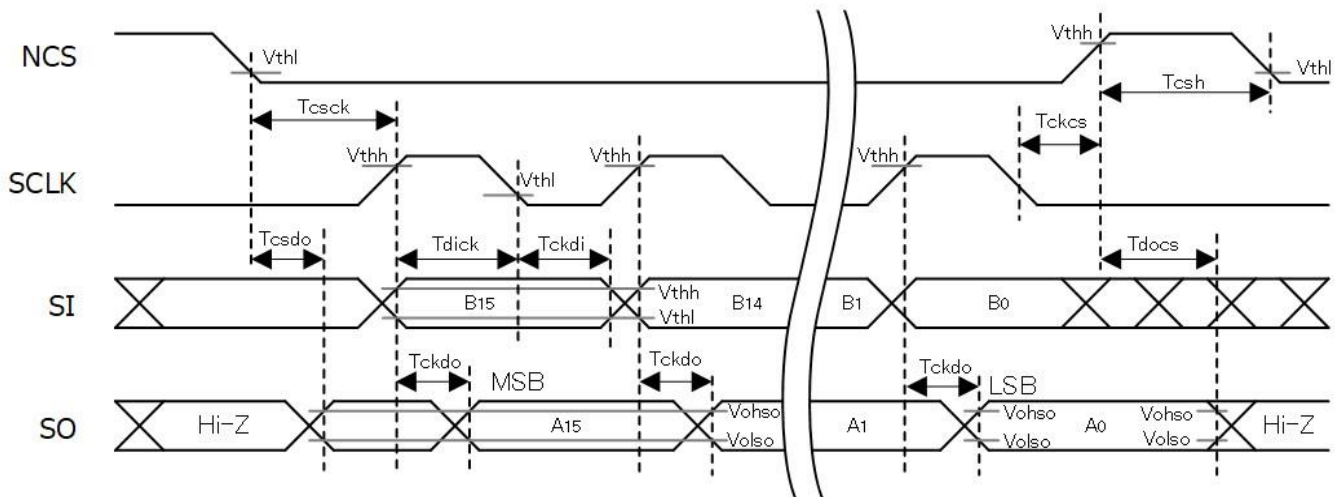 NCS Vthl Vthh Vthl
Tcsh
Tcsck Tckcs
SCLK Vthh Vthl Vthh Vthh
Tcsdo Tdick Tckdi Tdocs
SI B15 Vthh B14 B1 B0
Vthl
Tckdo MSB Tckdo Tckdo LSB
SO Hi-Z A15 Vohso A1 Vohso A0 Vohso Hi-Z
Volso Volso Volso